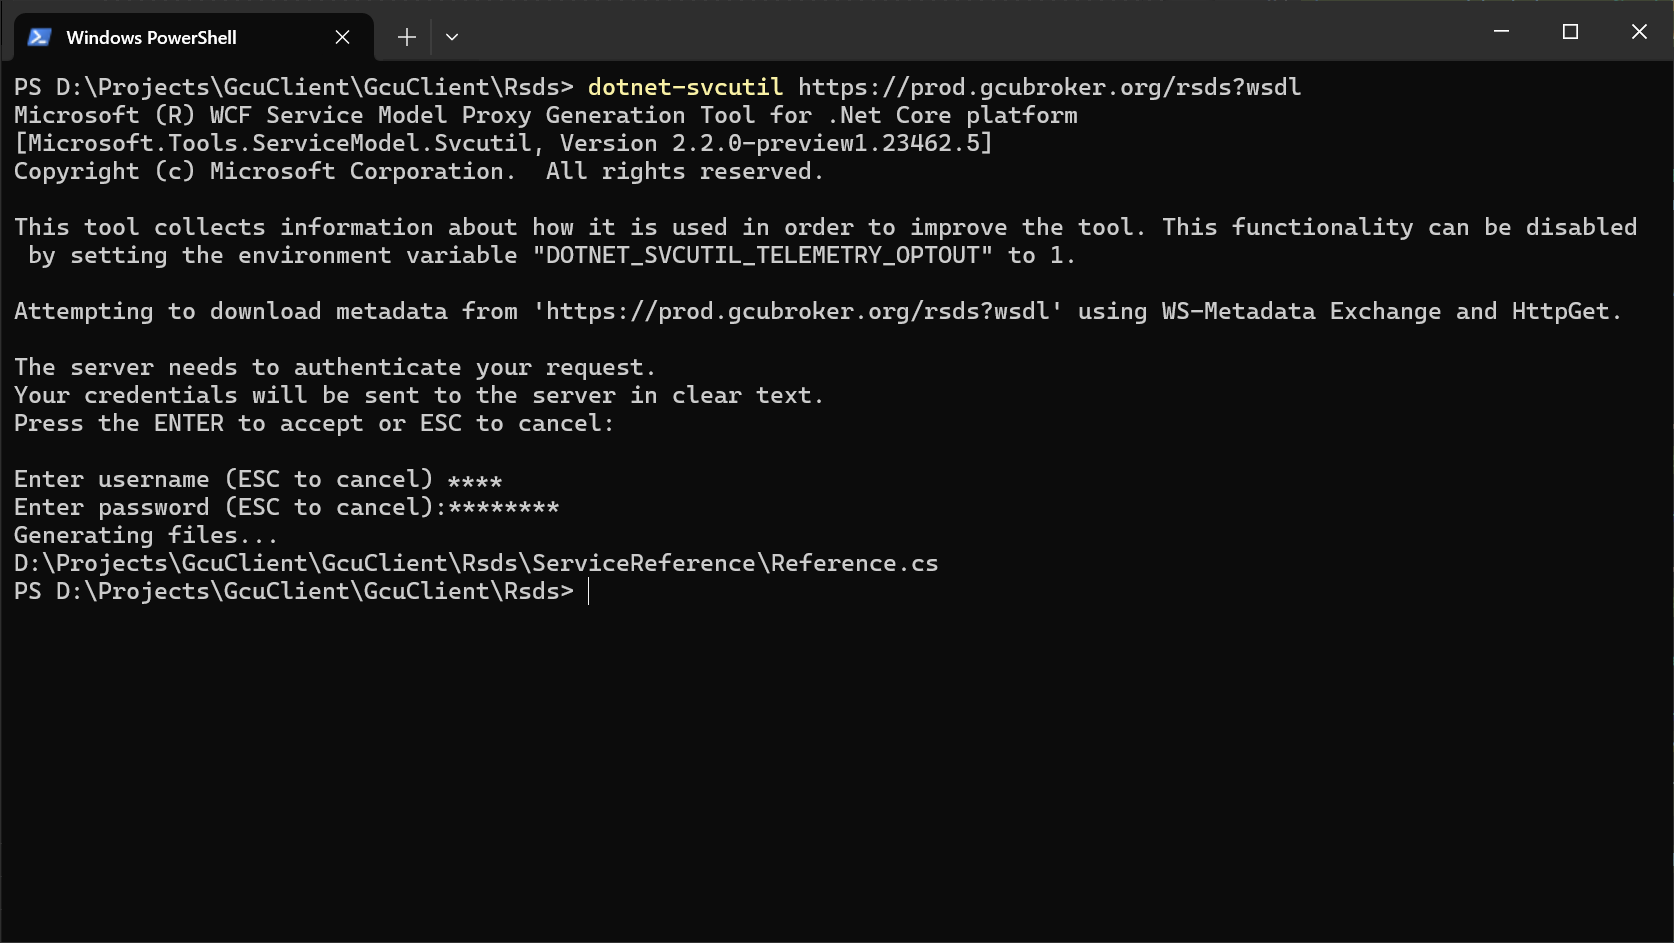 Windows PowerShell
PS D:\Projects\GcuClient\GcuClient\Rsds> dotnet-svcutil https://prod.gcubroker.org/rsds?wsdl
Microsoft (R) WCF Service Model Proxy Generation Tool for .Net Core platform
[Microsoft.Tools.ServiceModel.Svcutil, Version 2.2.0-preview1.23462.5]
Copyright (c) Microsoft Corporation.  All rights reserved.
This tool collects information about how it is used in order to improve the tool. This functionality can be disabled
by setting the environment variable "DOTNET_SVCUTIL_TELEMETRY_OPTOUT" to 1.
Attempting to download metadata from 'https://prod.gcubroker.org/rsds?wsdl' using WS-Metadata Exchange and HttpGet.
The server needs to authenticate your request.
Your credentials will be sent to the server in clear text.
Press the ENTER to accept or ESC to cancel:
Enter username (ESC to cancel) ****
Enter password (ESC to cancel):********
Generating files...
D:\Projects\GcuClient\GcuClient\Rsds\ServiceReference\Reference.cs
PS D:\Projects\GcuClient\GcuClient\Rsds>